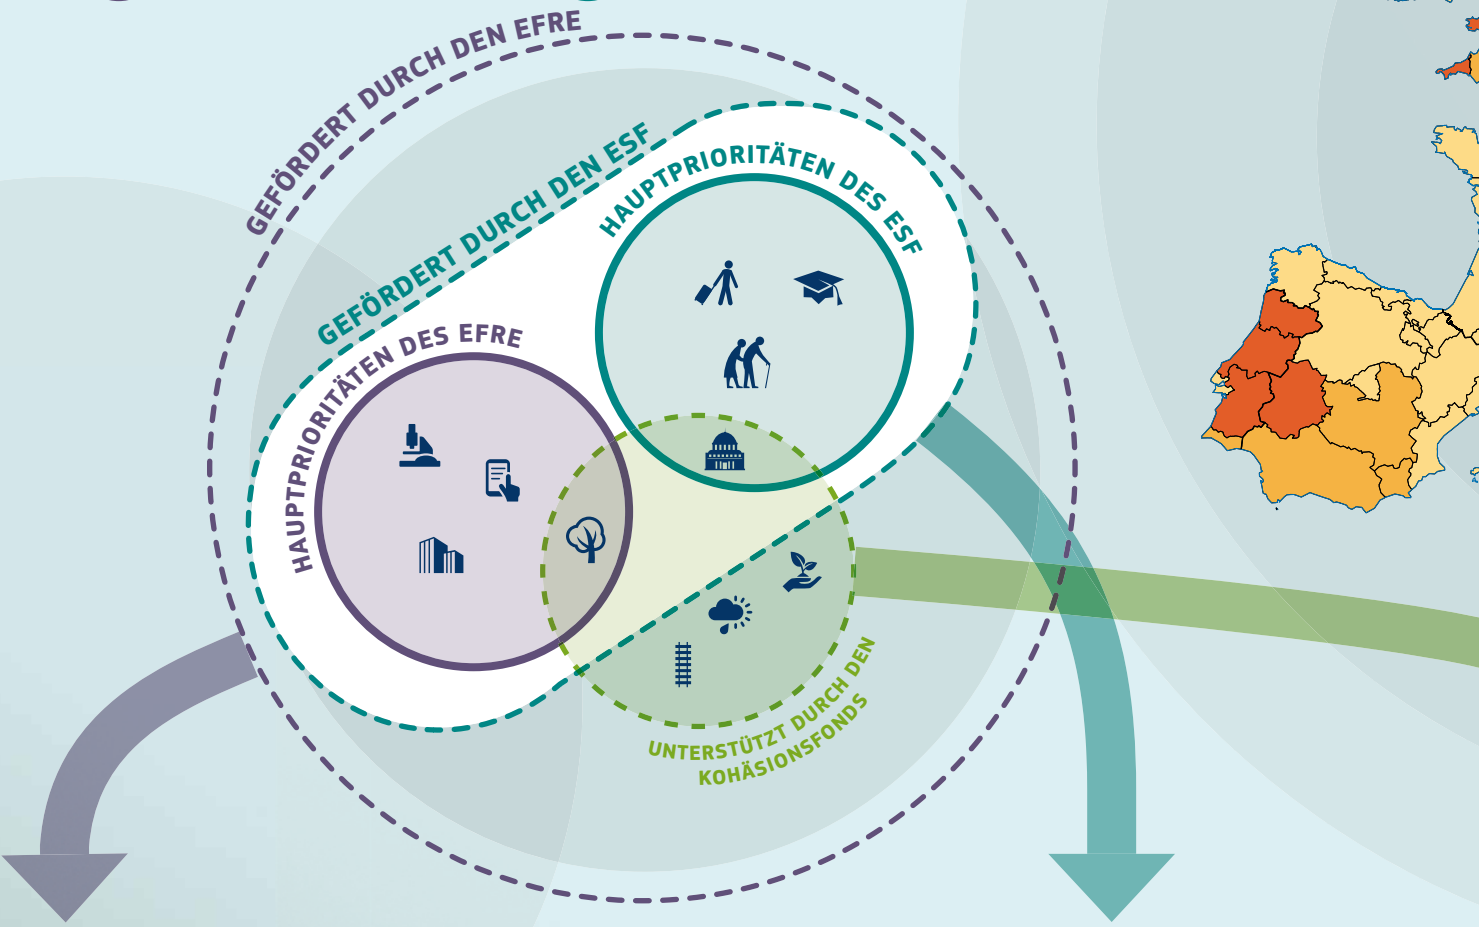 GEFÖRDERT DURCH DEN EFRE
GEFÖRDERT DURCH DEN ESF
HAUPTPRIORITÄTEN DES ESF
HAUPTPRIORITÄTEN DES EFRE
UNTERSTÜTZT DURCH DEN
KOHÄSIONSFONDS